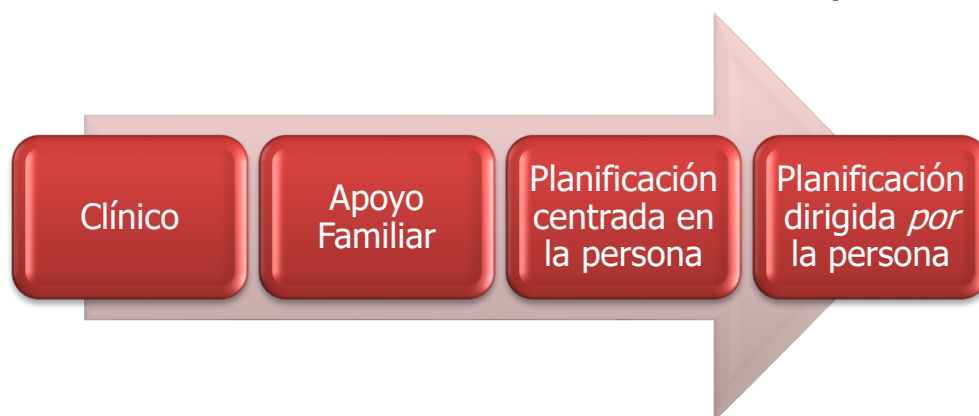 Clínico
Apoyo
Familiar
Planificación
centrada en
la persona
Planificación
dirigida por
la persona